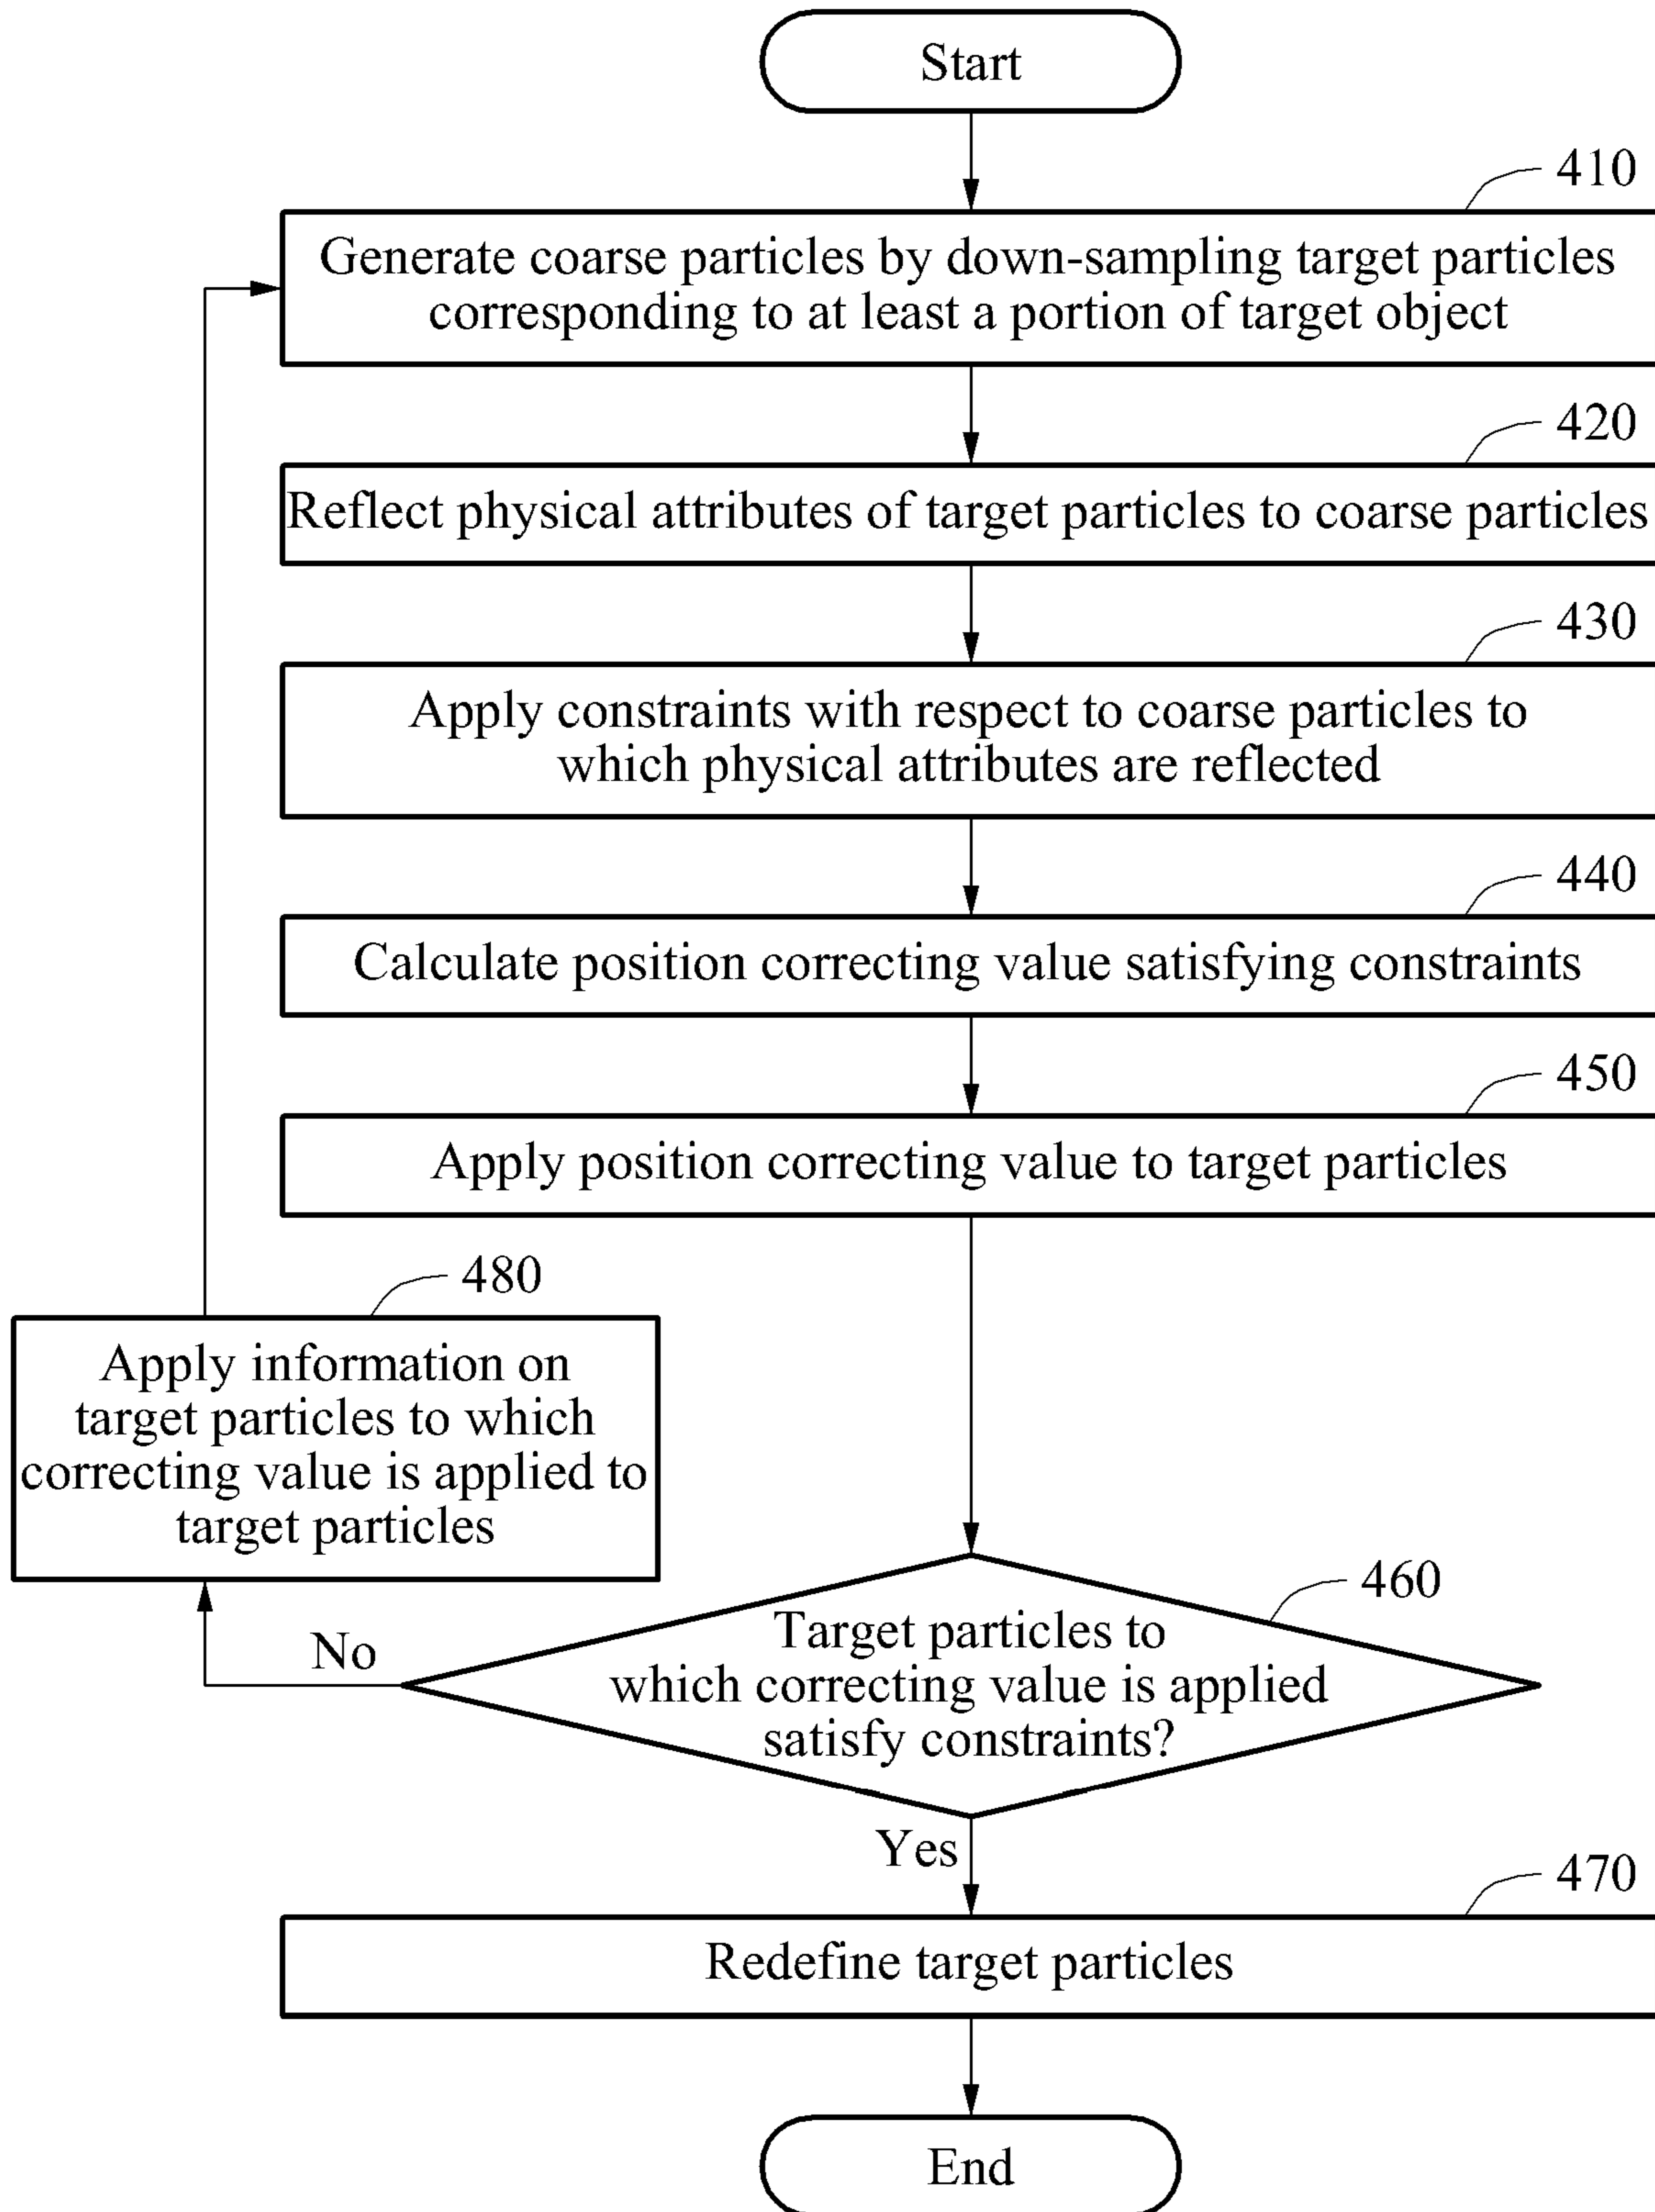 Start
410
Generate coarse particles by down-sampling target particles
corresponding to at least a portion of target object
420
Reflect physical attributes of target particles to coarse particles
430
Apply constraints with respect to coarse particles to
which physical attributes are reflected
440
Calculate position correcting value satisfying constraints
450
Apply position correcting value to target particles
480
Apply information on
target particles to which
correcting value is applied to
target particles
460
Target particles to
which correcting value is applied
satisfy constraints?
No
Yes
470
Redefine target particles
End